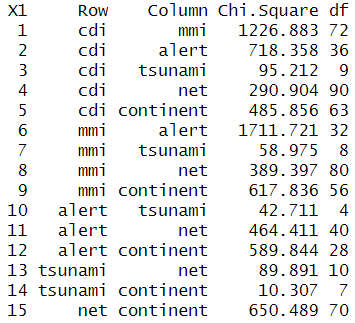 X1 Row Column Chi.Square df
1 cdi mmi 1226.883 72
2 cdi alert 718.358 36
3 cdi tsunami 95.212 9
4 cdi net 290.904 90
5 cdi continent 485.856 63
6 mmi alert 1711.721 32
7 mmi tsunami 58.975 8
8 mmi net 389.397 80
9 mmi continent 617.836 56
10 alert tsunami 42.711 4
11 alert net 464.411 40
12 alert continent 589.844 28
13 tsunami net 89.891 10
14 tsunami continent 10.307 7
15 net continent 650.489 70